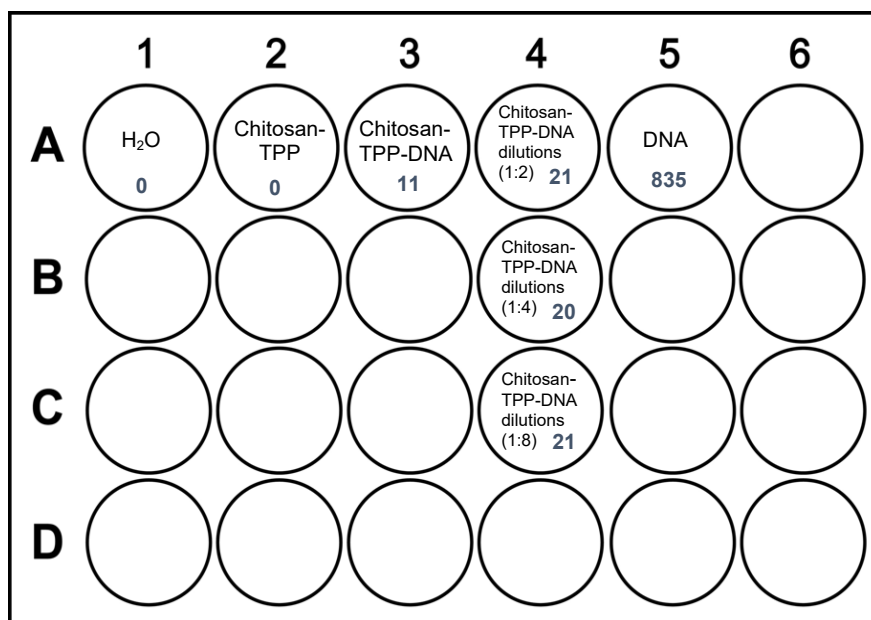 1 2 3 4 5 6
A
H₂O
0
Chitosan-
TPP
0
Chitosan-
TPP-DNA
11
Chitosan-
TPP-DNA
dilutions
(1:2) 21
DNA
835
B
Chitosan-
TPP-DNA
dilutions
(1:4) 20
C
Chitosan-
TPP-DNA
dilutions
(1:8) 21
D